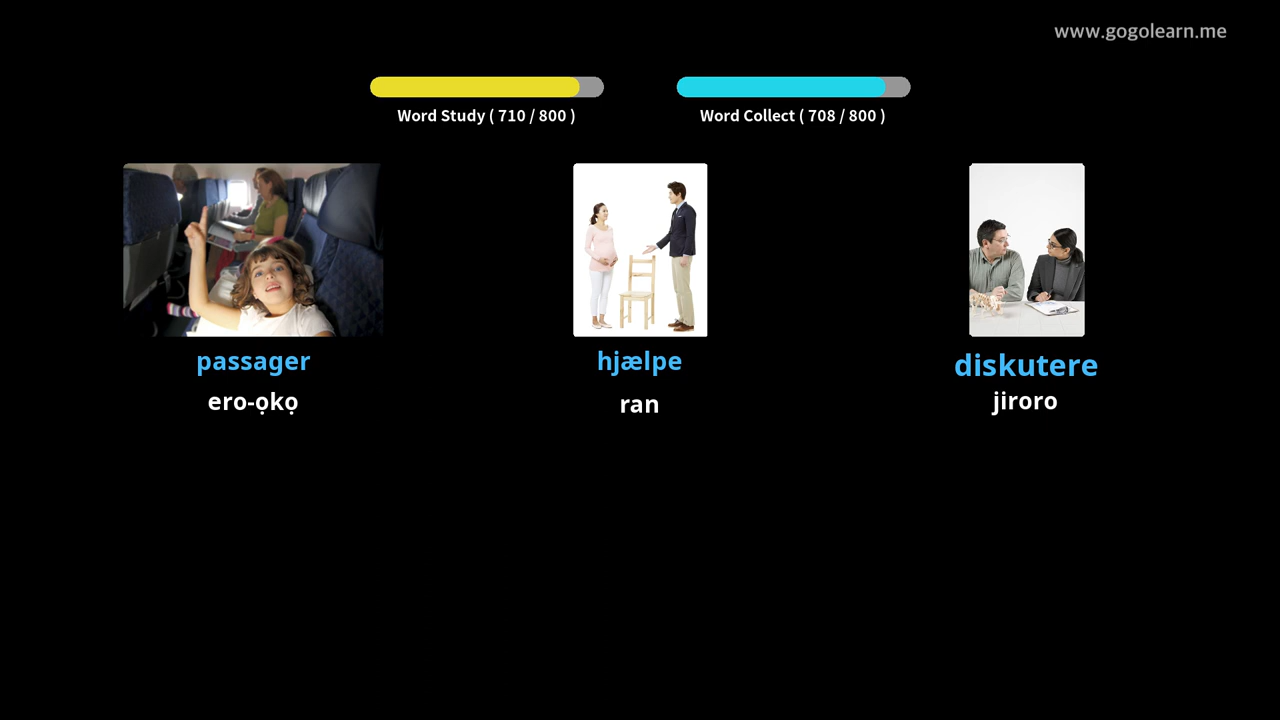 www.gogolearn.me
Word Study ( 710 / 800 )
Word Collect ( 708 / 800 )
passager
ero-ọkọ
hjælpe
ran
diskutere
jiroro